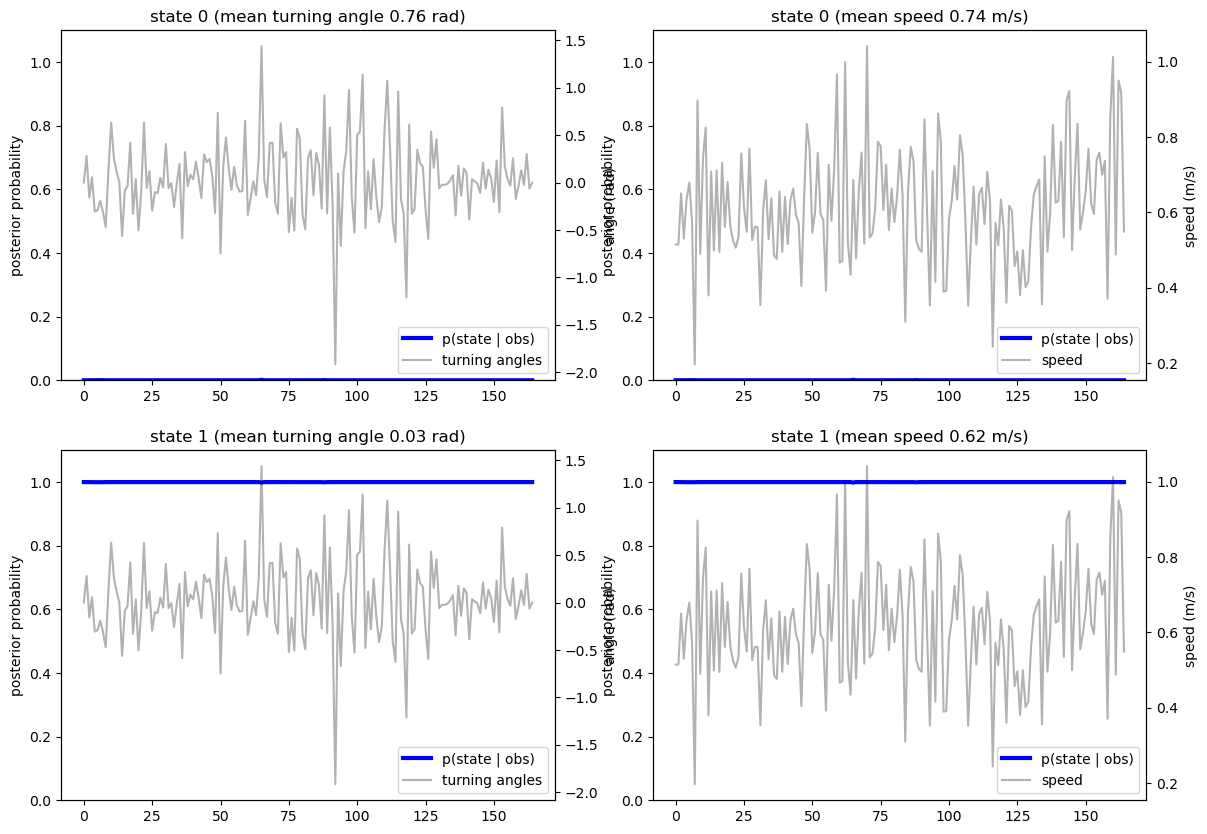 state 0 (mean turning angle 0.76 rad)
1.0
0.8
0.6
0.4
0.2
0.0
posterior probability
0 25 50 75 100 125 150
1.5
1.0
0.5
0.0
−0.5
−1.0
−1.5
−2.0
angle (rad)
p(state | obs)
turning angles
state 0 (mean speed 0.74 m/s)
posterior probability
1.0
0.8
0.6
0.4
0.2
0.0
0 25 50 75 100 125 150
1.0
0.8
0.6
0.4
0.2
speed (m/s)
p(state | obs)
speed
state 1 (mean turning angle 0.03 rad)
1.0
0.8
0.6
0.4
0.2
0.0
posterior probability
0 25 50 75 100 125 150
1.5
1.0
0.5
0.0
−0.5
−1.0
−1.5
−2.0
angle (rad)
p(state | obs)
turning angles
state 1 (mean speed 0.62 m/s)
posterior probability
1.0
0.8
0.6
0.4
0.2
0.0
0 25 50 75 100 125 150
1.0
0.8
0.6
0.4
0.2
speed (m/s)
p(state | obs)
speed